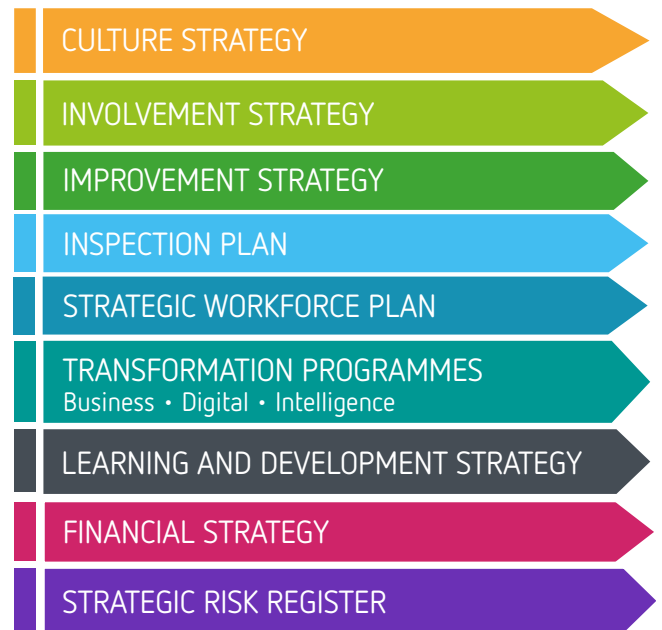 CULTURE STRATEGY
INVOLVEMENT STRATEGY
IMPROVEMENT STRATEGY
INSPECTION PLAN
STRATEGIC WORKFORCE PLAN
TRANSFORMATION PROGRAMMES
Business • Digital • Intelligence
LEARNING AND DEVELOPMENT STRATEGY
FINANCIAL STRATEGY
STRATEGIC RISK REGISTER